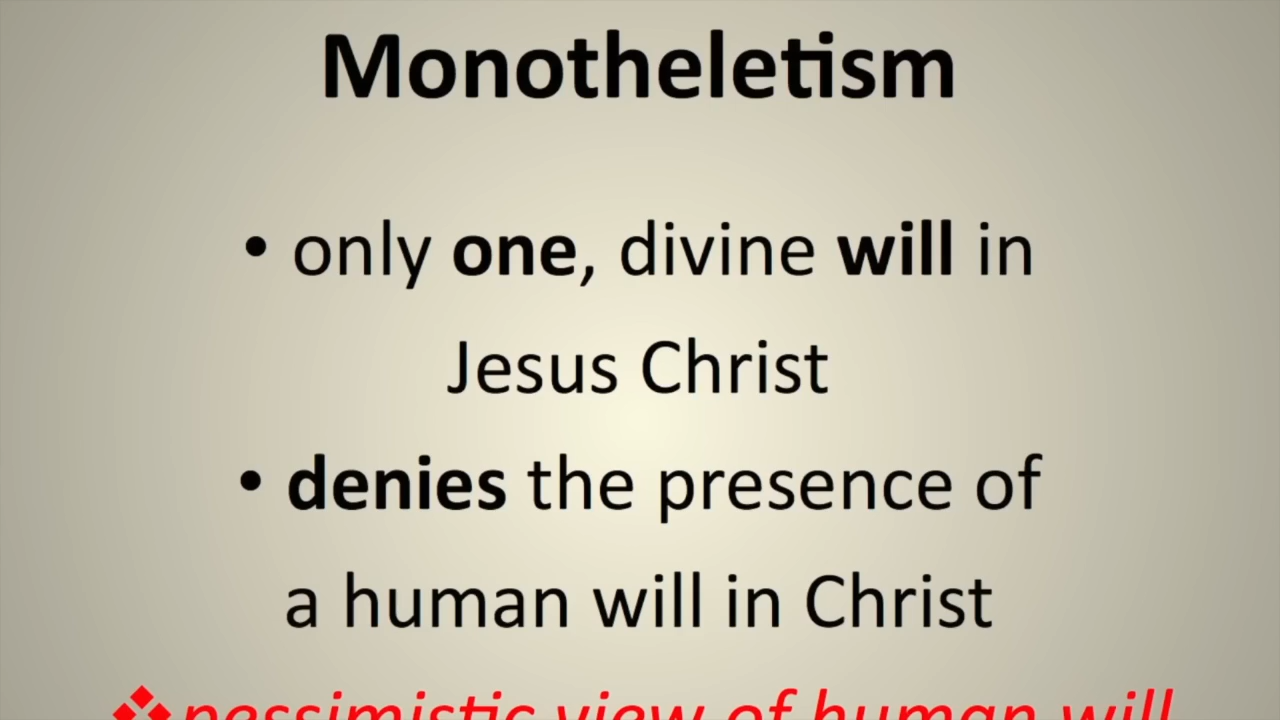 Monotheletism
• only one, divine will in
Jesus Christ
• denies the presence of
a human will in Christ
❖pessimistic view of human will